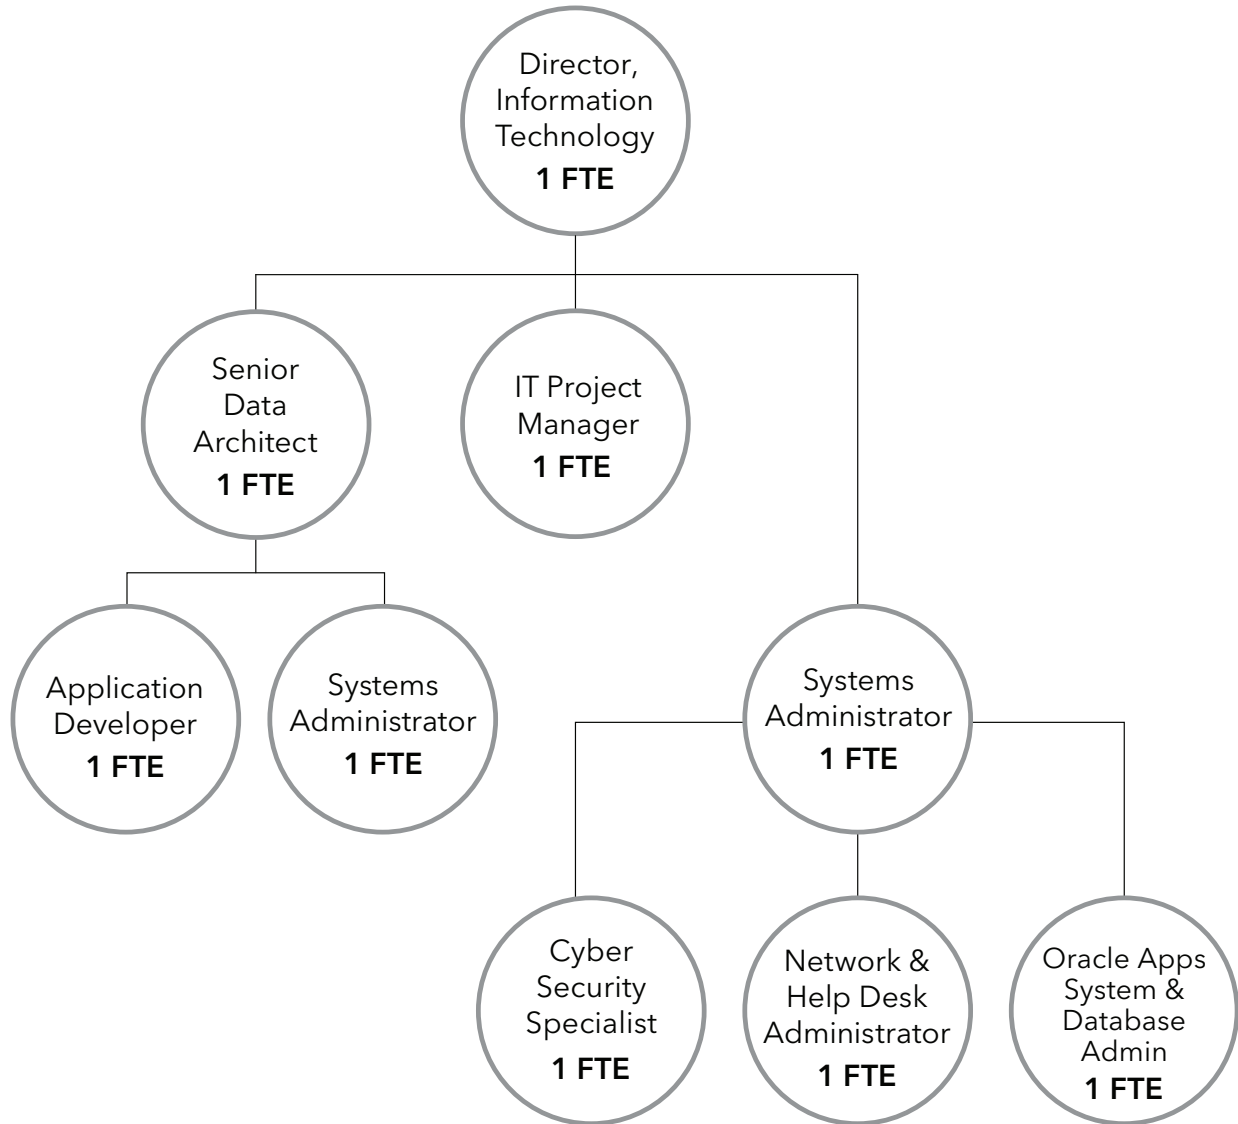 Director,
Information
Technology
1 FTE
Senior
Data
Architect
1 FTE
IT Project
Manager
1 FTE
Application
Developer
1 FTE
Systems
Administrator
1 FTE
Systems
Administrator
1 FTE
Cyber
Security
Specialist
1 FTE
Network &
Help Desk
Administrator
1 FTE
Oracle Apps
System &
Database
Admin
1 FTE